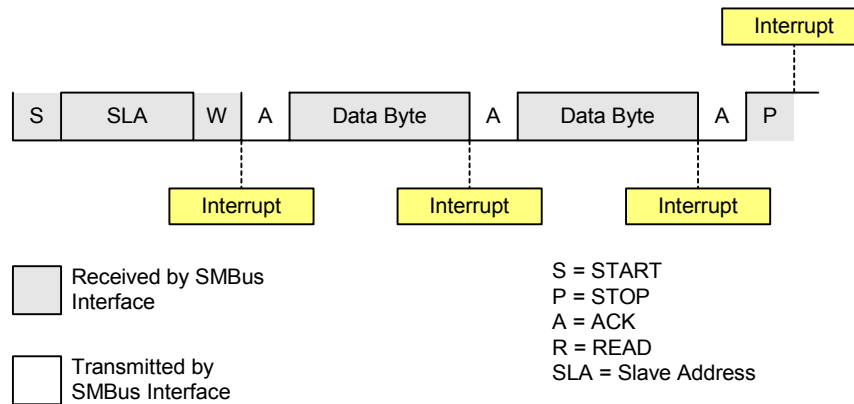 Interrupt
S SLA W A Data Byte A Data Byte A P
Interrupt Interrupt Interrupt
Received by SMBus
Interface
Transmitted by
SMBus Interface
S = START
P = STOP
A = ACK
R = READ
SLA = Slave Address